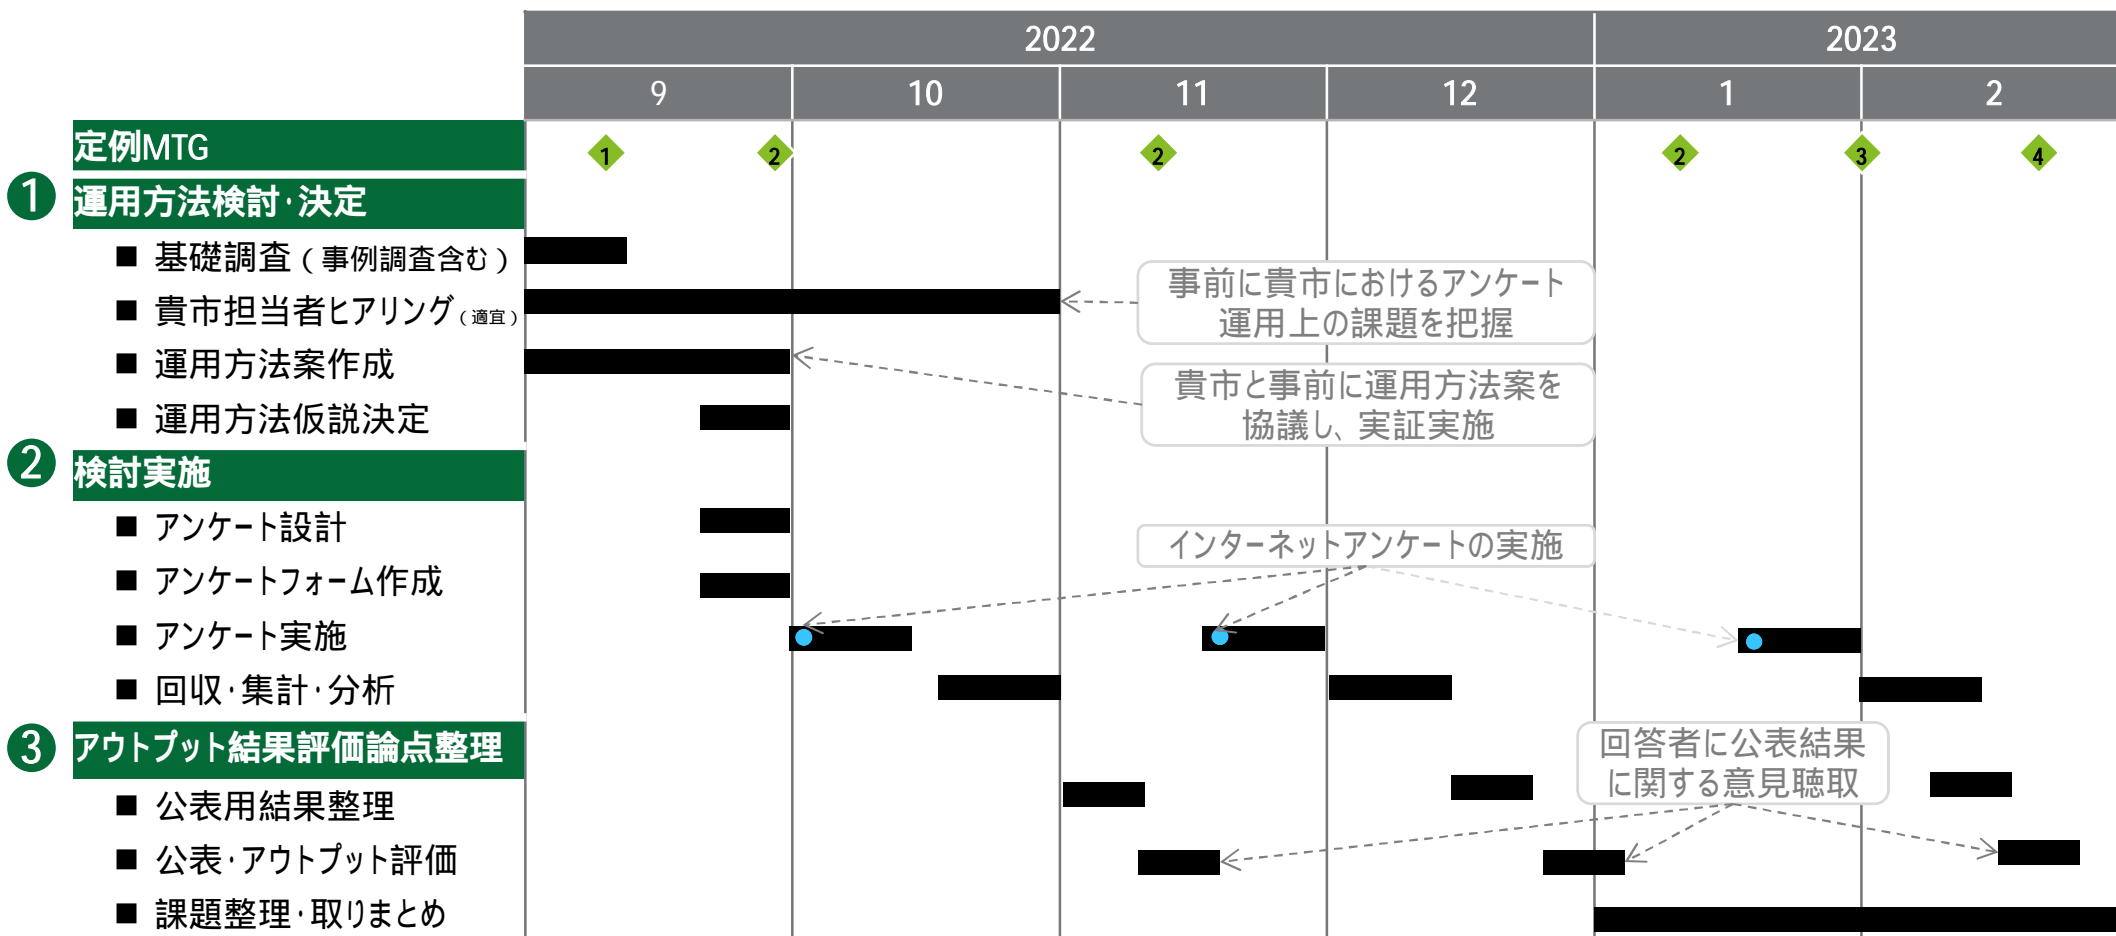 2022
2023
9
10
11
12
1
2
定例MTG
1
2
2
2
3
4
1
運用方法検討・決定
■ 基礎調査(事例調査含む)
■ 貴市担当者ヒアリング(適宜)
■ 運用方法案作成
■ 運用方法仮説決定
事前に貴市におけるアンケート
運用上の課題を把握
貴市と事前に運用方法案を
協議し、実証実施
2
検討実施
■ アンケート設計
■ アンケートフォーム作成
■ アンケート実施
■ 回収・集計・分析
インターネットアンケートの実施
3
アウトプット結果評価論点整理
■ 公表用結果整理
■ 公表・アウトプット評価
■ 課題整理・取りまとめ
回答者に公表結果
に関する意見聴取